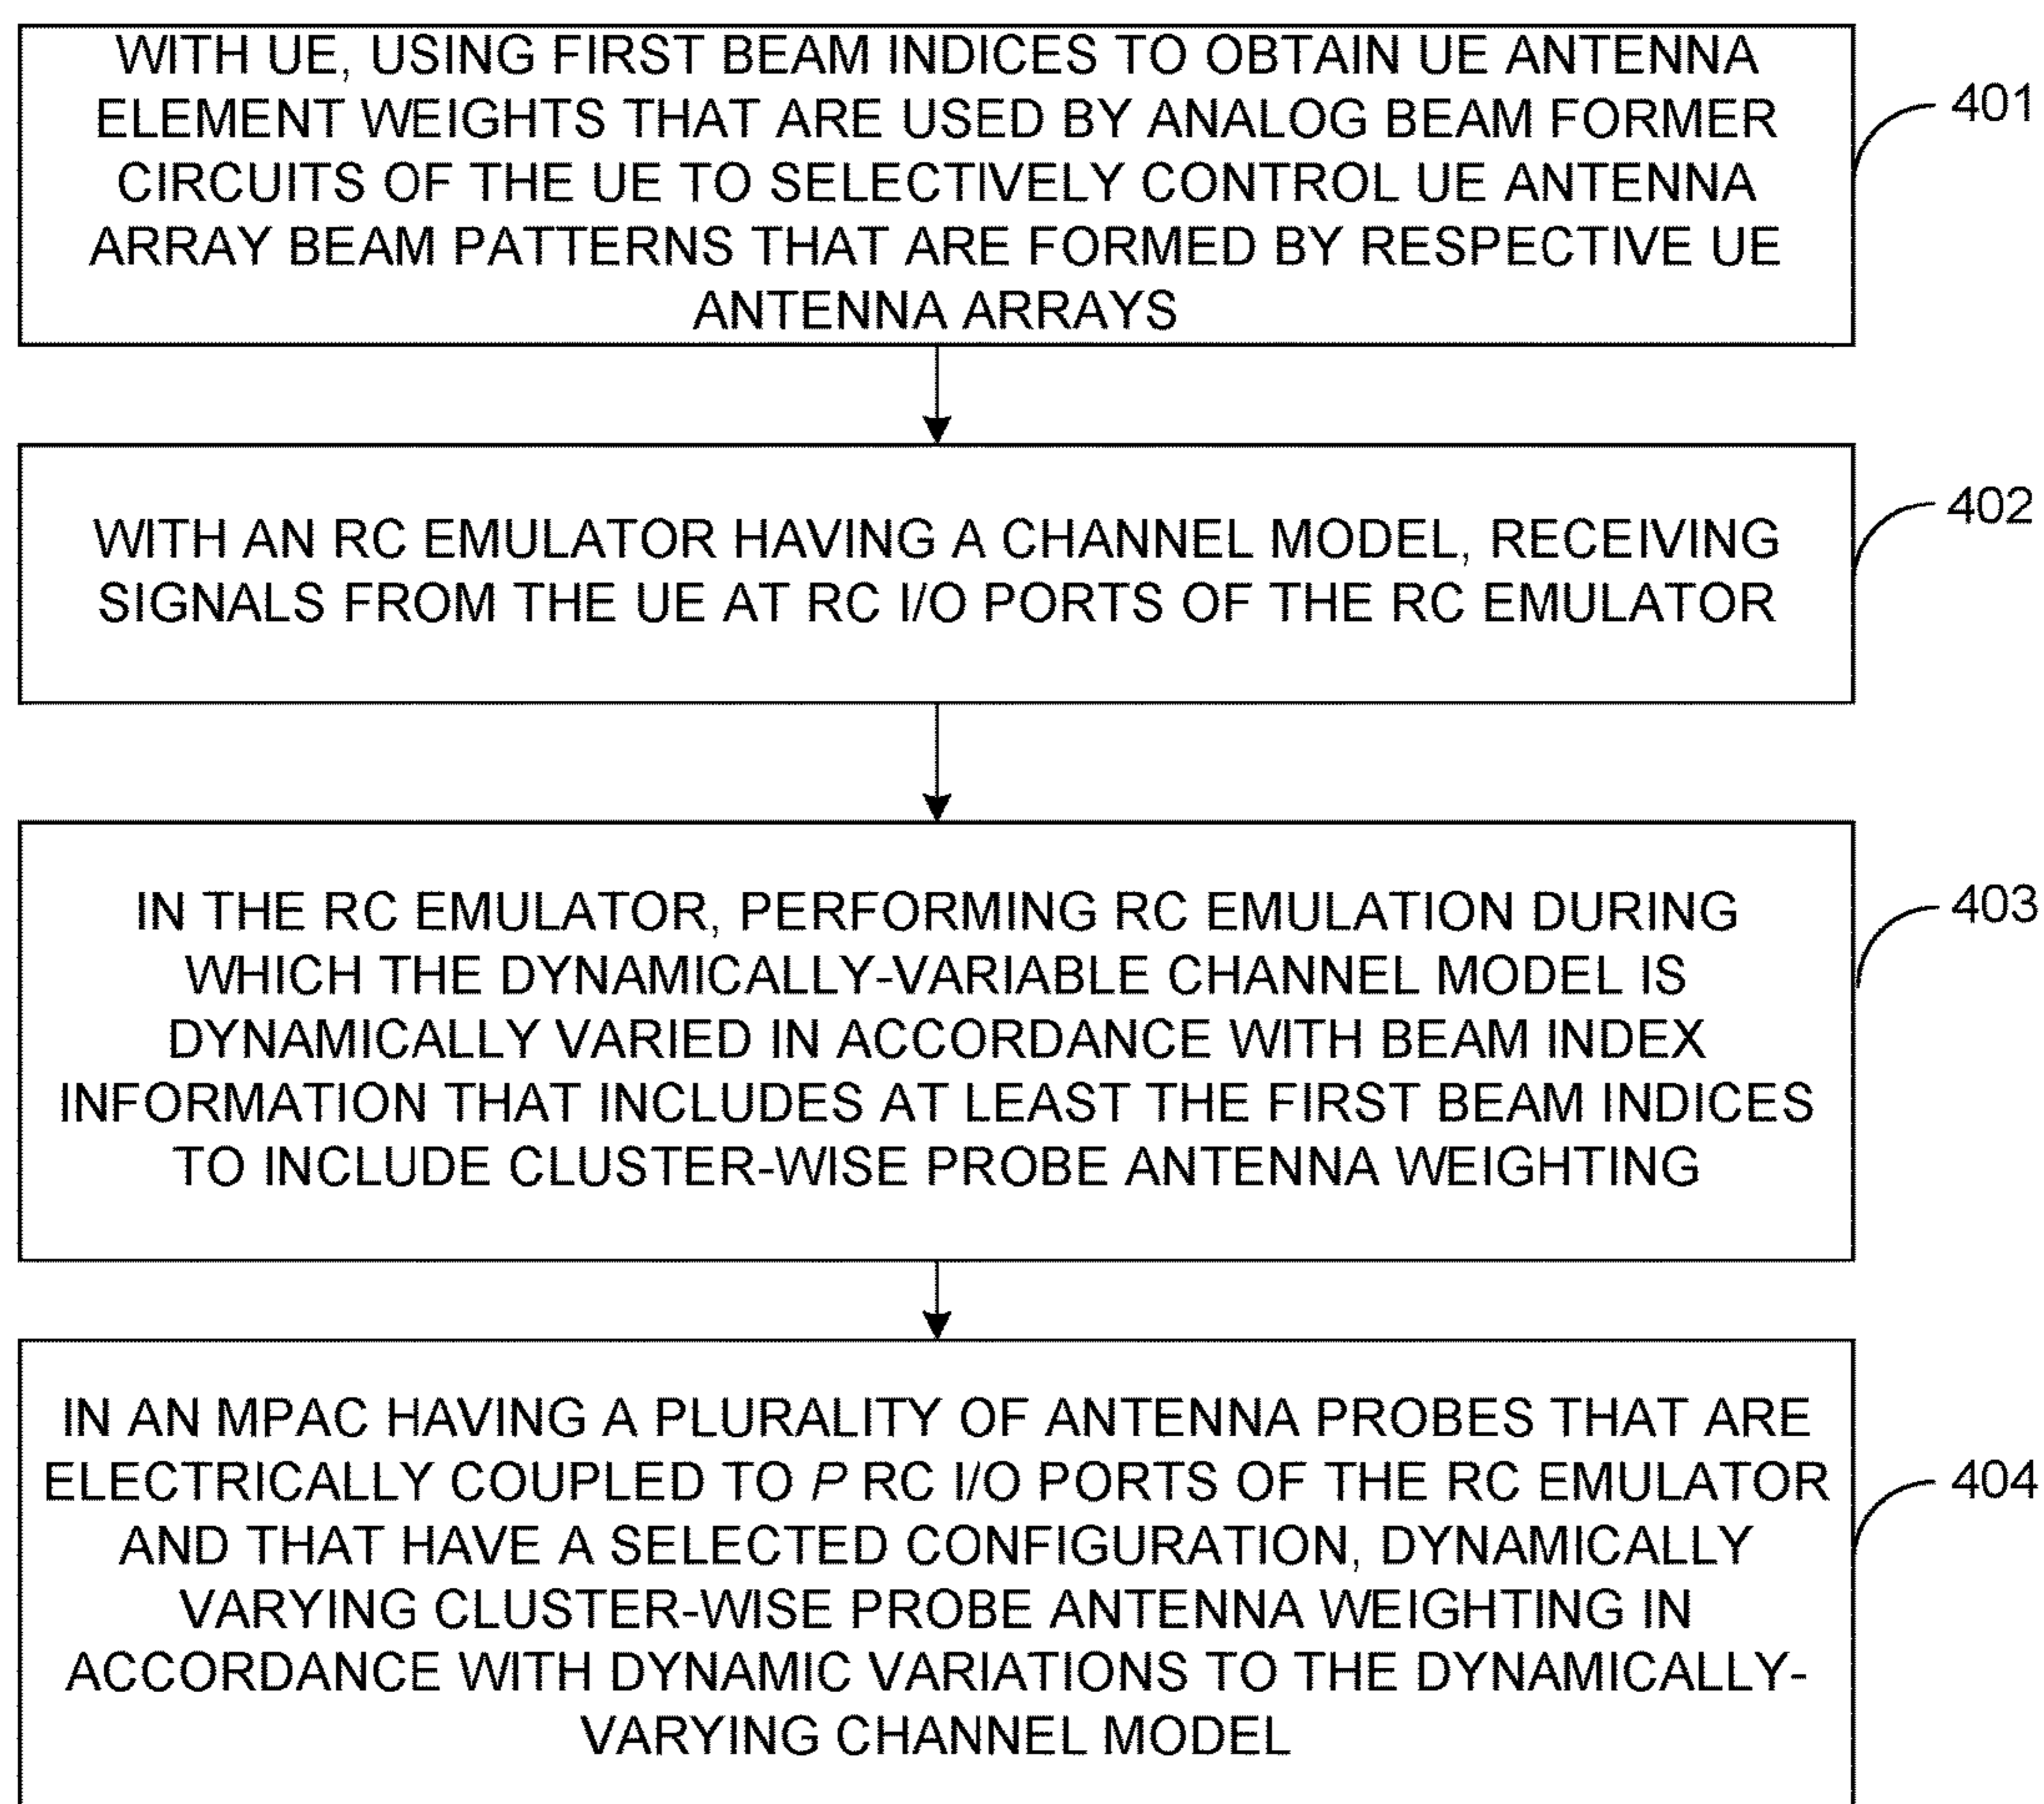 WITH UE, USING FIRST BEAM INDICES TO OBTAIN UE ANTENNA
ELEMENT WEIGHTS THAT ARE USED BY ANALOG BEAM FORMER
CIRCUITS OF THE UE TO SELECTIVELY CONTROL UE ANTENNA
ARRAY BEAM PATTERNS THAT ARE FORMED BY RESPECTIVE UE
ANTENNA ARRAYS
401
WITH AN RC EMULATOR HAVING A CHANNEL MODEL, RECEIVING
SIGNALS FROM THE UE AT RC I/O PORTS OF THE RC EMULATOR
402
IN THE RC EMULATOR, PERFORMING RC EMULATION DURING
WHICH THE DYNAMICALLY-VARIABLE CHANNEL MODEL IS
DYNAMICALLY VARIED IN ACCORDANCE WITH BEAM INDEX
INFORMATION THAT INCLUDES AT LEAST THE FIRST BEAM INDICES
TO INCLUDE CLUSTER-WISE PROBE ANTENNA WEIGHTING
403
IN AN MPAC HAVING A PLURALITY OF ANTENNA PROBES THAT ARE
ELECTRICALLY COUPLED TO P RC I/O PORTS OF THE RC EMULATOR
AND THAT HAVE A SELECTED CONFIGURATION, DYNAMICALLY
VARYING CLUSTER-WISE PROBE ANTENNA WEIGHTING IN
ACCORDANCE WITH DYNAMIC VARIATIONS TO THE DYNAMICALLY-
VARYING CHANNEL MODEL
404